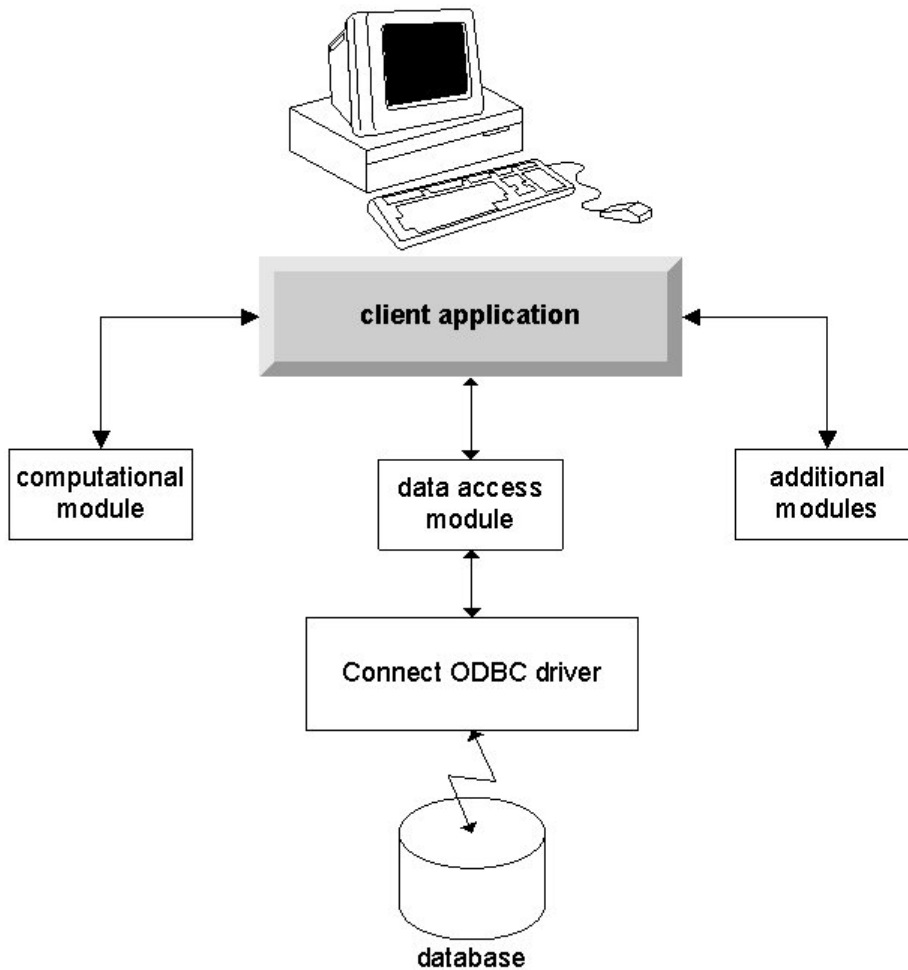 client application
computational
module
data access
module
additional
modules
Connect ODBC driver
database